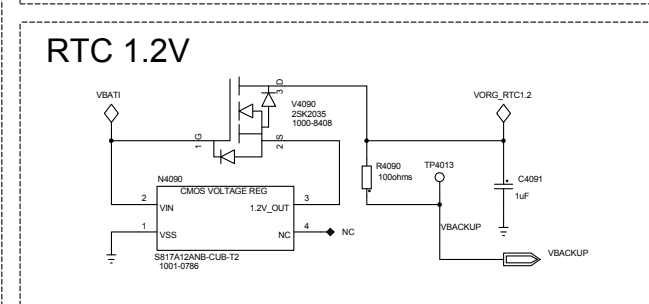 RTC 1.2V
VBATI
VORG_RTC1.2
3 D
V4090
2SK2035
1000-8408
1 G
2 S
R4090
100ohms
TP4013
C4091
1uF
N4090
CMOS VOLTAGE REG
2
VIN
1.2V_OUT
3
1
VSS
NC
4
NC
S817A12ANB-CUB-T2
1001-0786
VBACKUP
VBACKUP